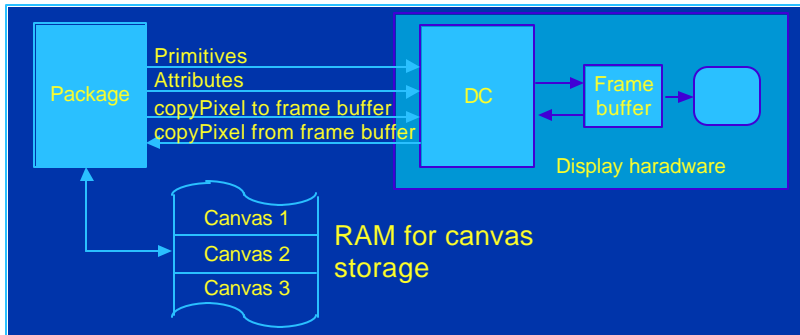 Primitives
Attributes
copyPixel to frame buffer
copyPixel from frame buffer
Package
DC
Frame
buffer
Display haradware
Canvas 1
Canvas 2
Canvas 3
RAM for canvas
storage